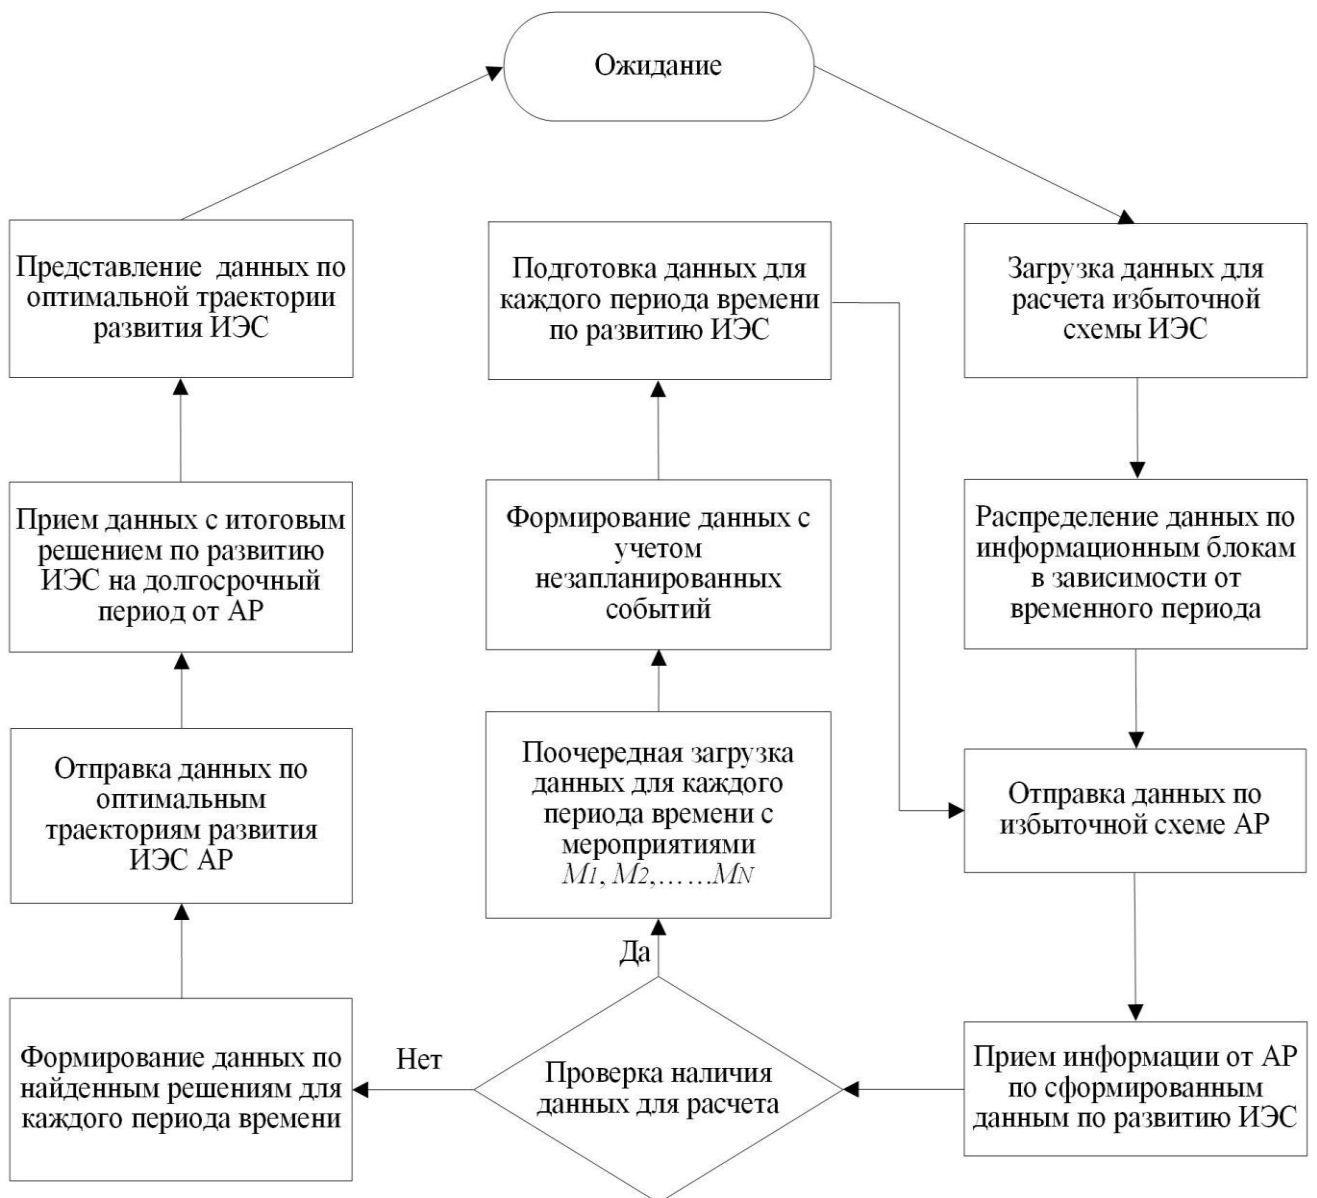 Ожидание
Представление данных по
оптимальной траектории
развития ИЭС
Подготовка данных для
каждого периода времени
по развитию ИЭС
Загрузка данных для
расчета избыточной
схемы ИЭС
Прием данных с итоговым
решением по развитию
ИЭС на долгосрочный
период от АР
Формирование данных с
учетом
незапланированных
событий
Распределение данных по
информационным блокам
в зависимости от
временного периода
Отправка данных по
оптимальным
траекториям развития
ИЭС АР
Поочередная загрузка
данных для каждого
периода времени с
мероприятиями
M1, M2,......MN
Отправка данных по
избыточной схеме АР
Да
Формирование данных по
найденным решениям для
каждого периода времени
Нет
Проверка наличия
данных для расчета
Прием информации от АР
по сформированным
данным по развитию ИЭС